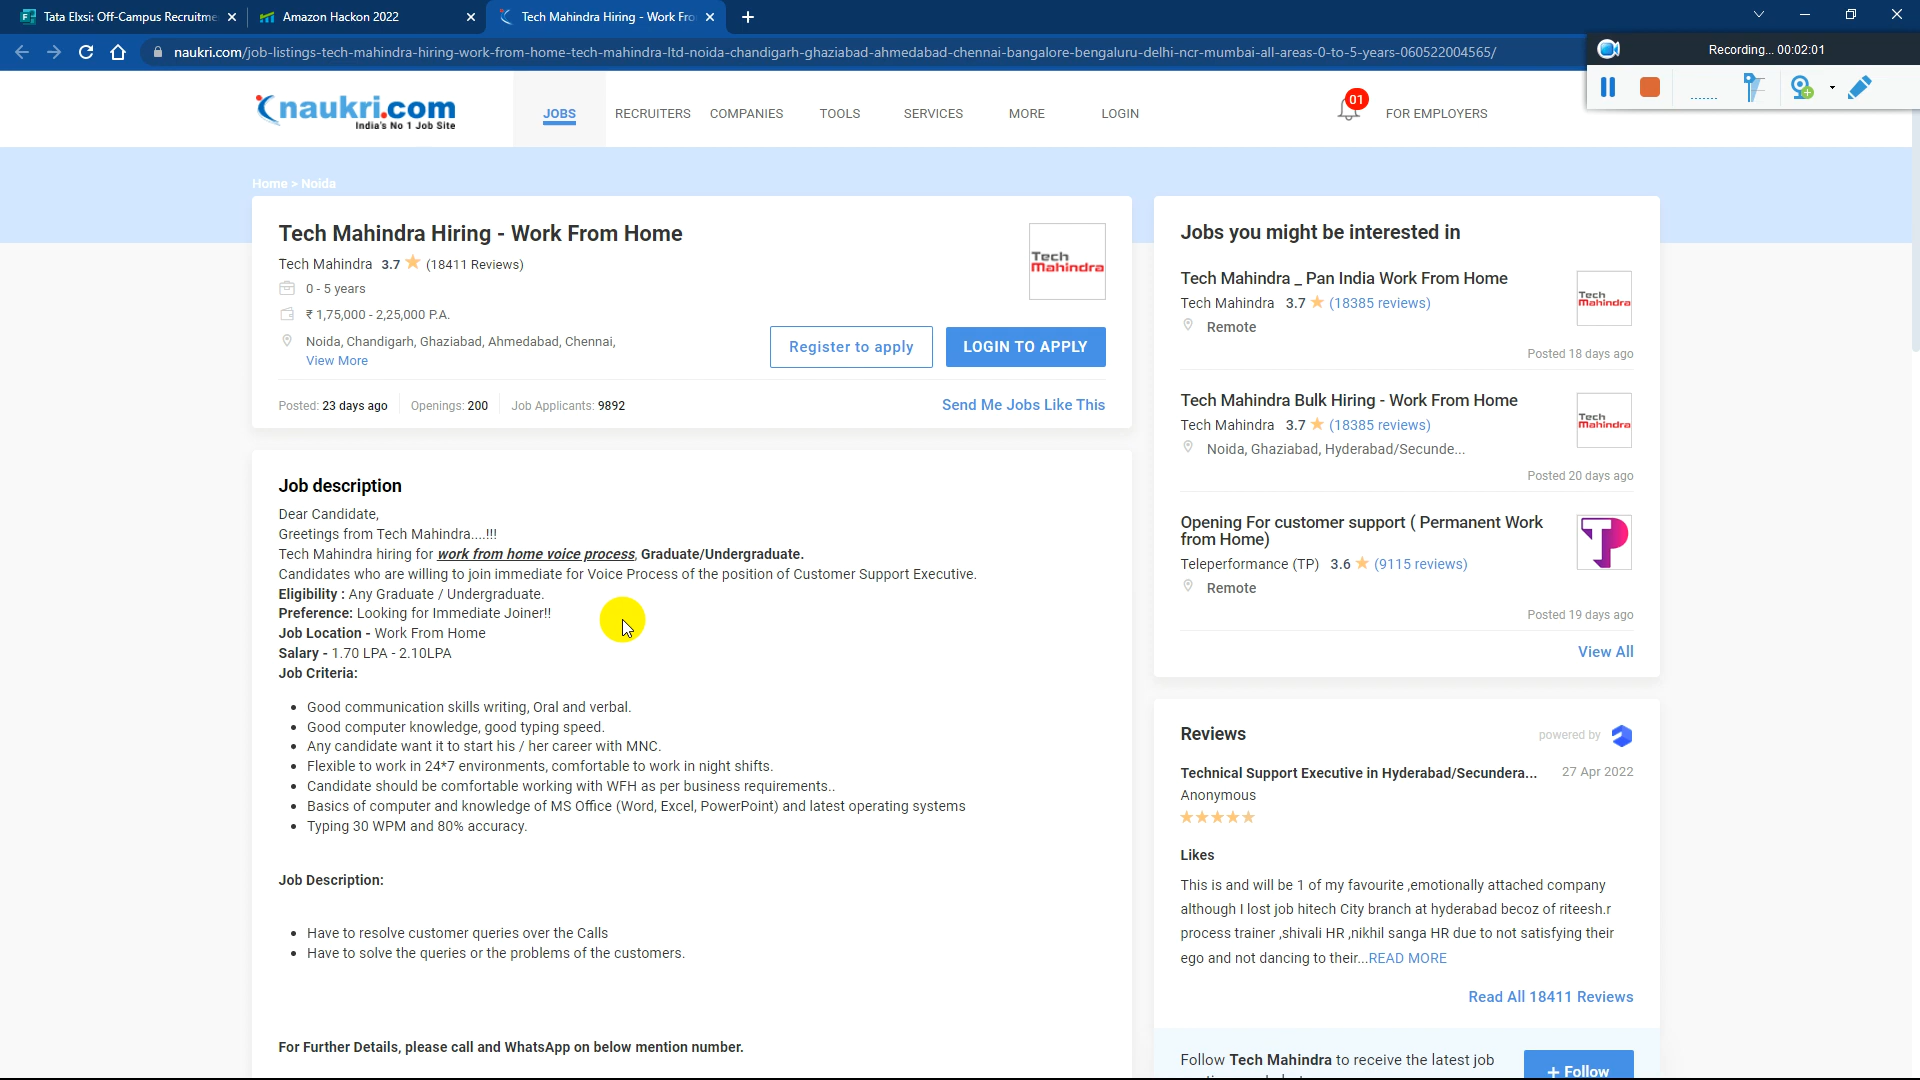 Tata Elxsi: Off-Campus Recruitme
Amazon Hackon 2022
Tech Mahindra Hiring - Work Fro
naukri.com/job-listings-tech-mahindra-hiring-work-from-home-tech-mahindra-ltd-noida-chandigarh-ghaziabad-ahmedabad-chennai-bangalore-bengaluru-delhi-ncr-mumbai-all-areas-0-to-5-years-060522004565/
Recording... 00:02:01
naukri.com
India's No 1 Job Site
JOBS
RECRUITERS
COMPANIES
TOOLS
SERVICES
MORE
LOGIN
01
FOR EMPLOYERS
Home > Noida
Tech Mahindra Hiring - Work From Home
Tech Mahindra 3.7 (18411 Reviews)
0 - 5 years
₹ 1,75,000 - 2,25,000 P.A.
Noida, Chandigarh, Ghaziabad, Ahmedabad, Chennai,
View More
Tech
Mahindra
Register to apply
LOGIN TO APPLY
Posted: 23 days ago
Openings: 200
Job Applicants: 9892
Send Me Jobs Like This
Job description
Dear Candidate,
Greetings from Tech Mahindra....!!!
Tech Mahindra hiring for work from home voice process, Graduate/Undergraduate.
Candidates who are willing to join immediate for Voice Process of the position of Customer Support Executive.
Eligibility : Any Graduate / Undergraduate.
Preference: Looking for Immediate Joiner!!
Job Location - Work From Home
Salary - 1.70 LPA - 2.10LPA
Job Criteria:
Good communication skills writing, Oral and verbal.
Good computer knowledge, good typing speed.
Any candidate want it to start his / her career with MNC.
Flexible to work in 24*7 environments, comfortable to work in night shifts.
Candidate should be comfortable working with WFH as per business requirements..
Basics of computer and knowledge of MS Office (Word, Excel, PowerPoint) and latest operating systems
Typing 30 WPM and 80% accuracy.
Job Description:
Have to resolve customer queries over the Calls
Have to solve the queries or the problems of the customers.
For Further Details, please call and WhatsApp on below mention number.
Jobs you might be interested in
Tech Mahindra _ Pan India Work From Home
Tech Mahindra 3.7 (18385 reviews)
Remote
Tech
Mahindra
Posted 18 days ago
Tech Mahindra Bulk Hiring - Work From Home
Tech Mahindra 3.7 (18385 reviews)
Noida, Ghaziabad, Hyderabad/Secunde...
Tech
Mahindra
Posted 20 days ago
Opening For customer support ( Permanent Work
from Home)
Teleperformance (TP) 3.6 (9115 reviews)
Remote
Posted 19 days ago
View All
Reviews
powered by
Technical Support Executive in Hyderabad/Secundera...
27 Apr 2022
Anonymous
Likes
This is and will be 1 of my favourite ,emotionally attached company
although I lost job hitech City branch at hyderabad becoz of riteesh.r
process trainer ,shivali HR ,nikhil sanga HR due to not satisfying their
ego and not dancing to their...READ MORE
Read All 18411 Reviews
Follow Tech Mahindra to receive the latest job
+ Follow